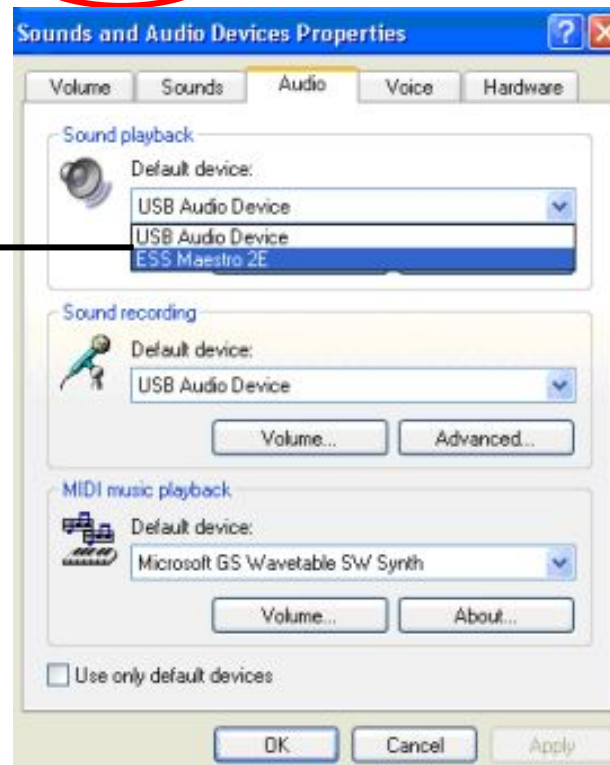 Sounds and Audio Devices Properties
Volume Sounds Audio Voice Hardware
Sound playback
Default device:
USB Audio Device
USB Audio Device
ESS Maestro 2E
Sound recording
Default device:
USB Audio Device
Volume... Advanced...
MIDI music playback
Default device:
Microsoft GS Wavetable SW Synth
Volume... About...
Use only default devices
OK Cancel Apply